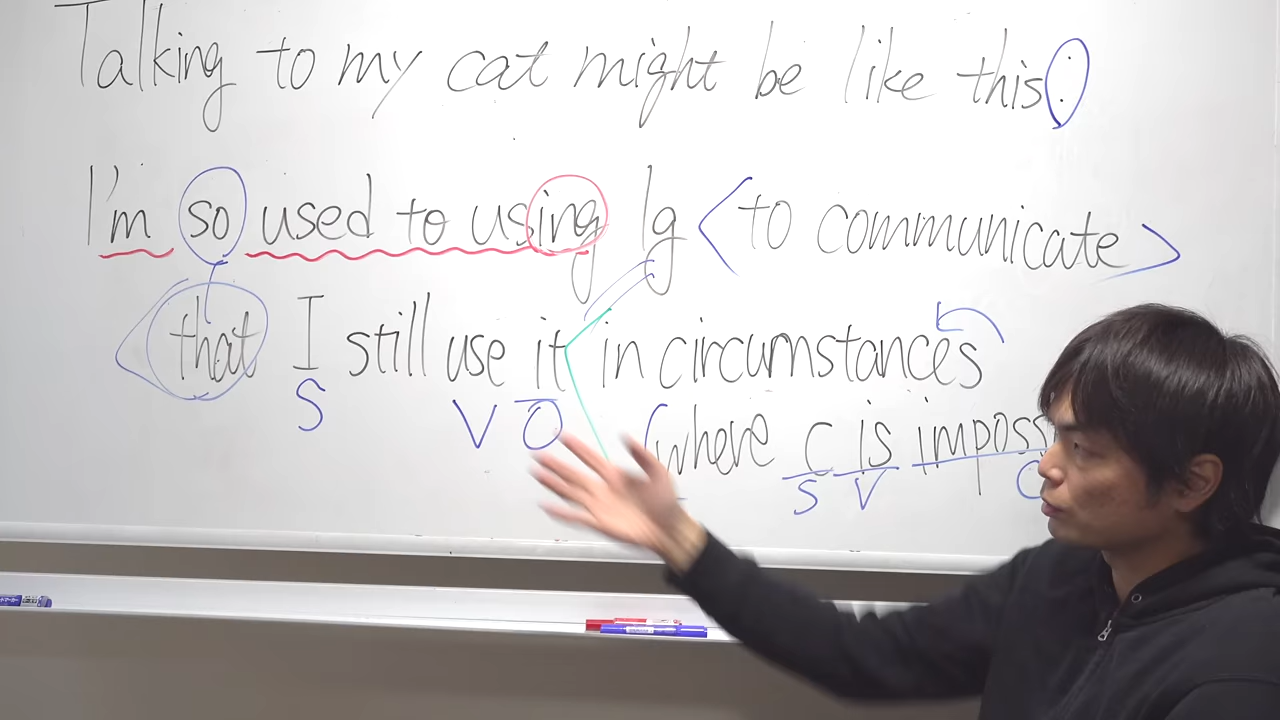 Talking to my cat might be like this:
I'm so used to using lg <to communicate>
that I still use it in circumstances
S V O
(where C is imposs
S V